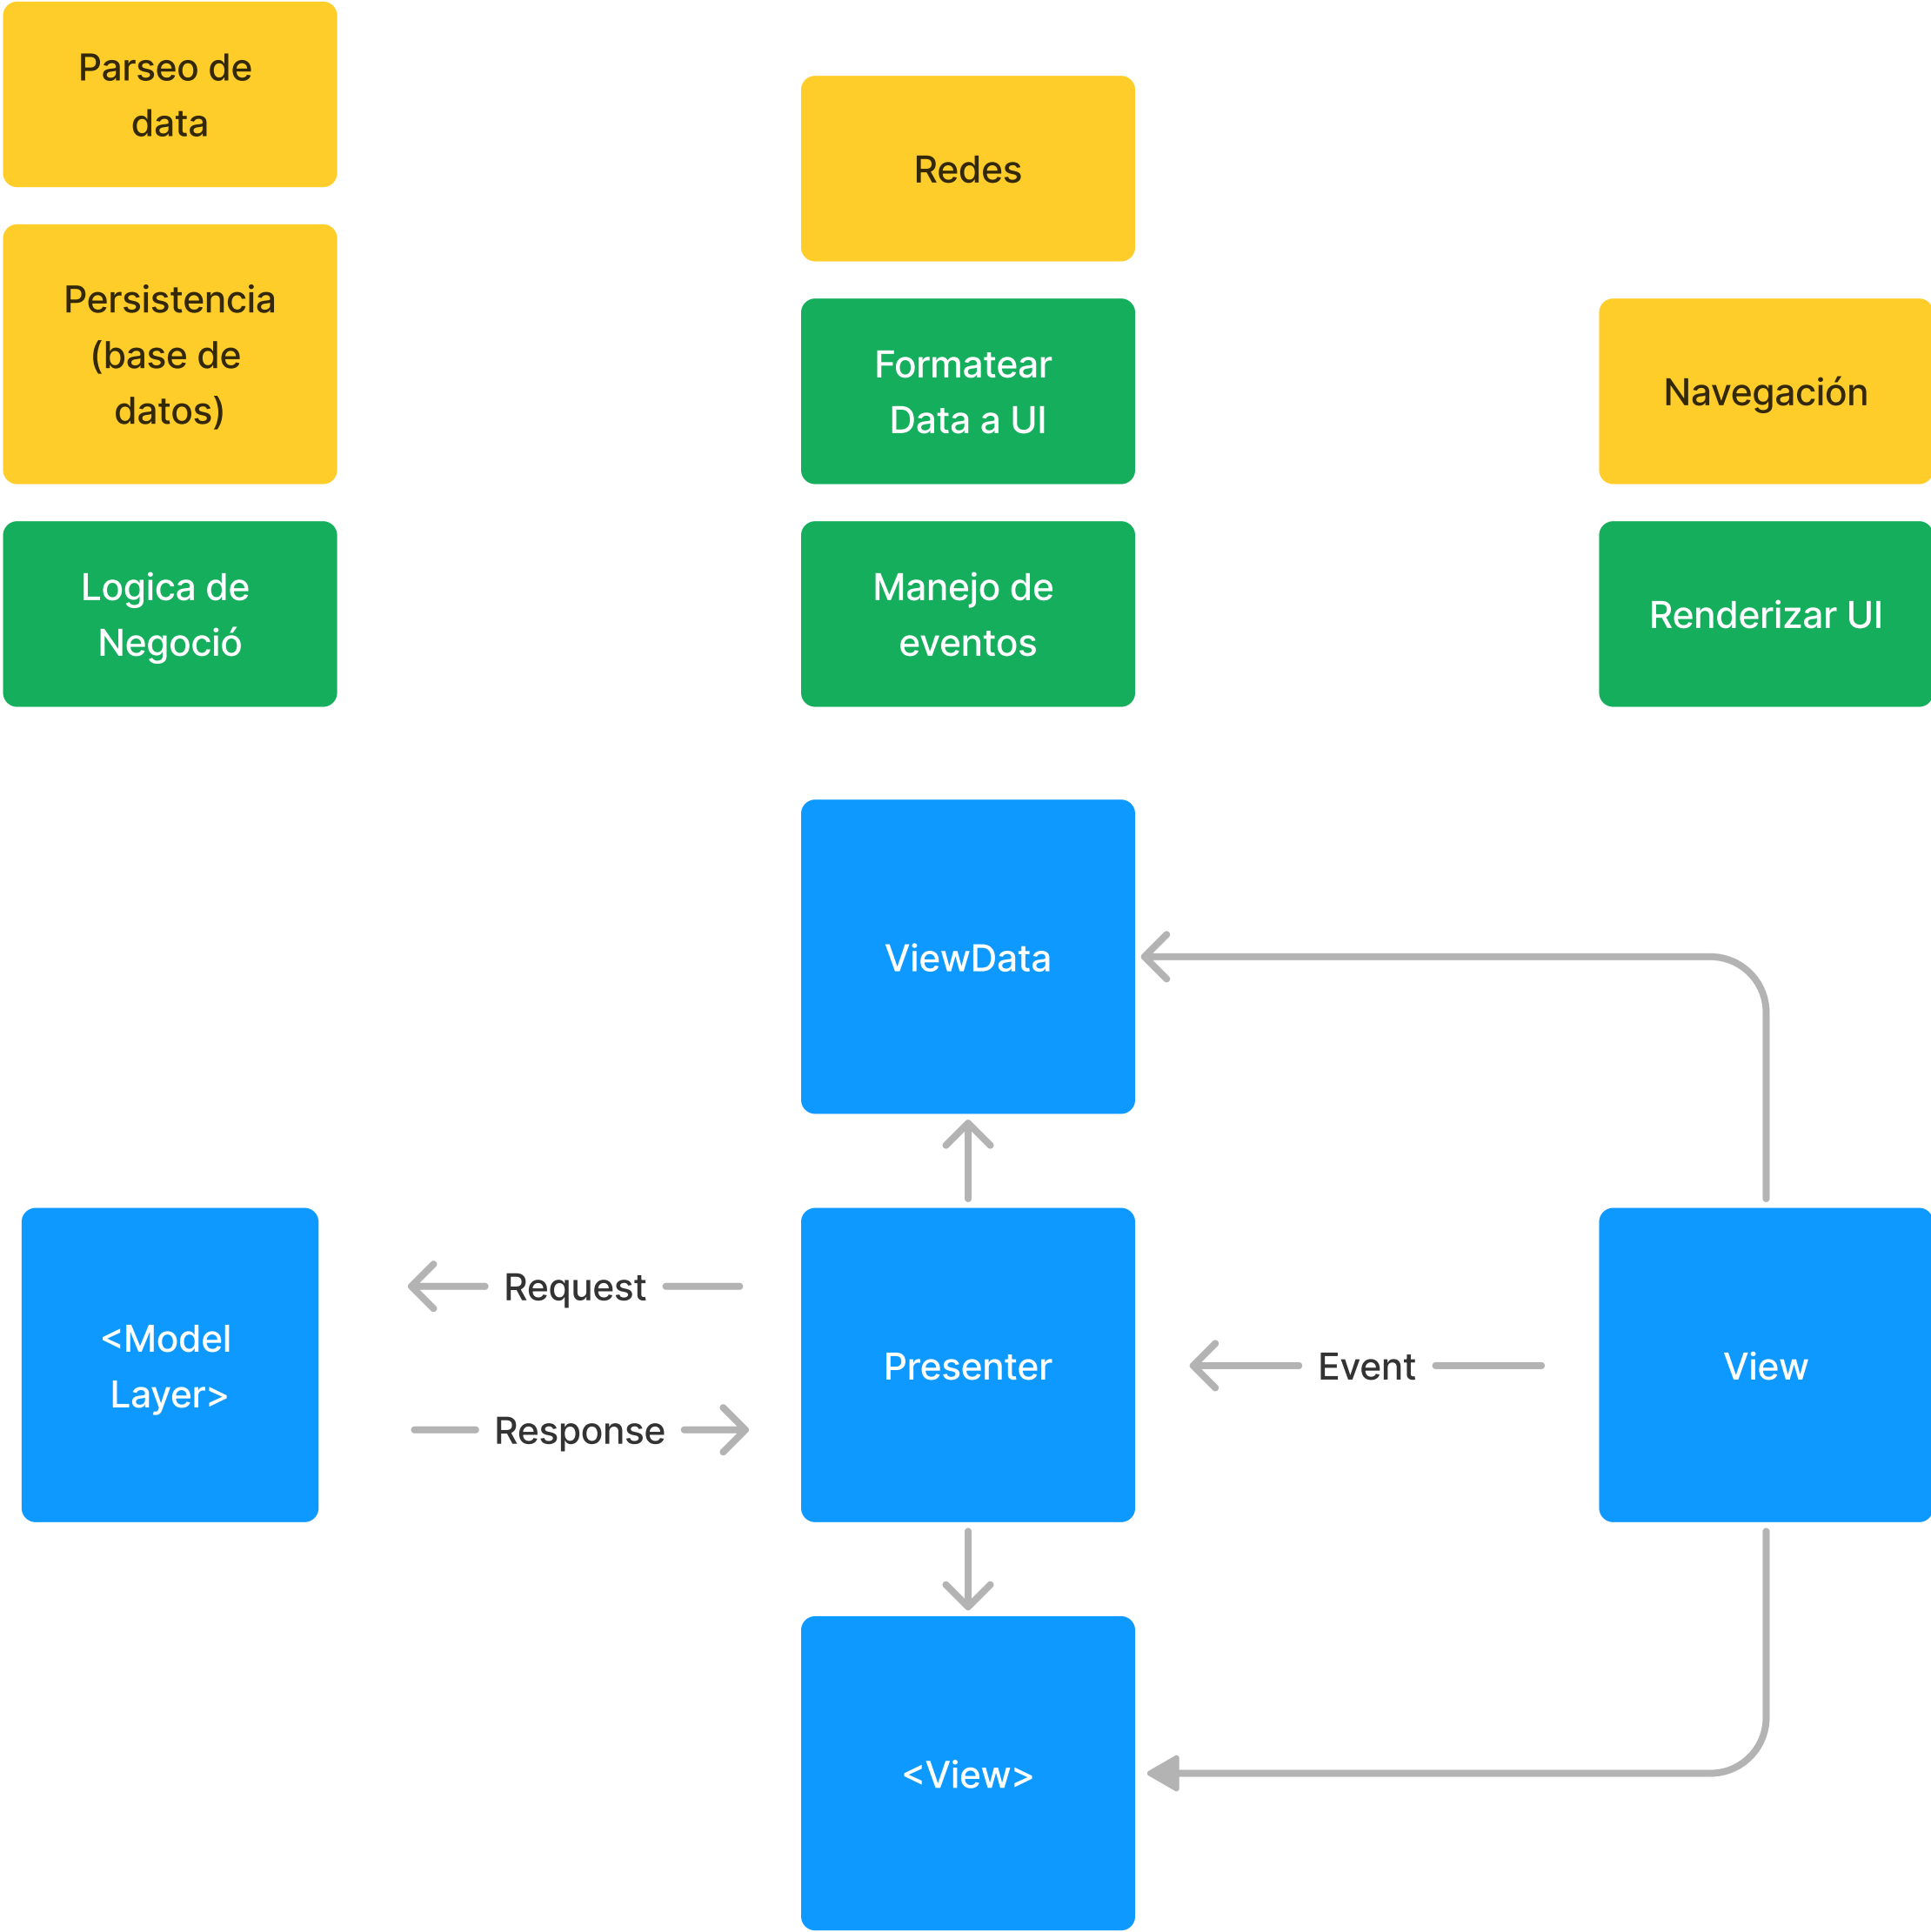 Parseo de
data
Redes
Persistencia
(base de
datos)
Formatear
Data a UI
Navegación
Logica de
Negoció
Manejo de
eventos
Renderizar UI
ViewData
<Model
Layer>
Request
Response
Presenter
Event
View
<View>